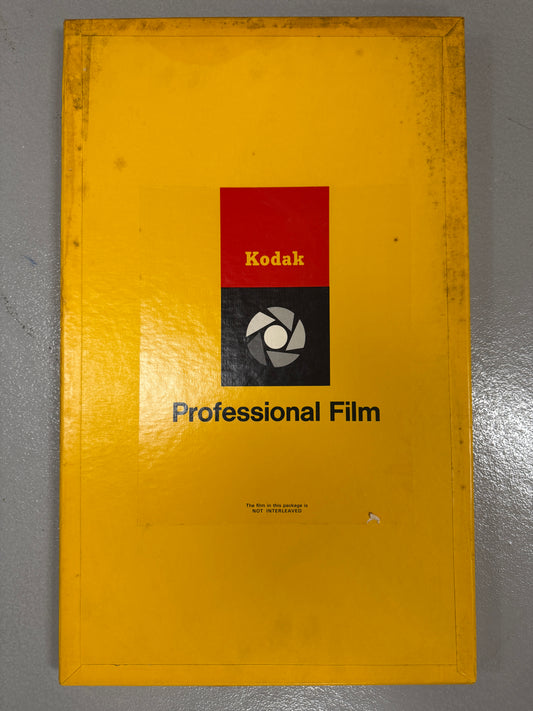 Kodak
Professional Film
The film in this package is
NOT INTERLEAVED